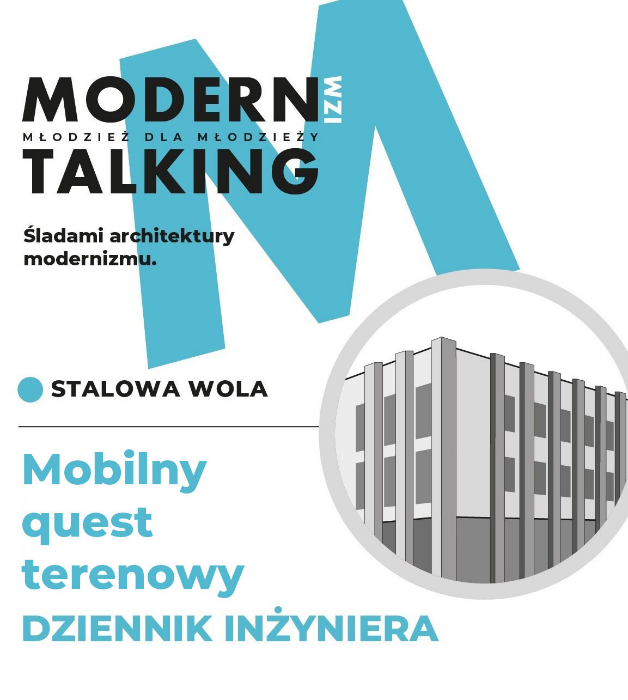 MODERN
IZM
MŁODZIEŻ DLA MŁODZIEŻY
TALKING
Śladami architektury
modernizmu.
STALOWA WOLA
Mobilny
quest
terenowy
DZIENNIK INŻYNIERA